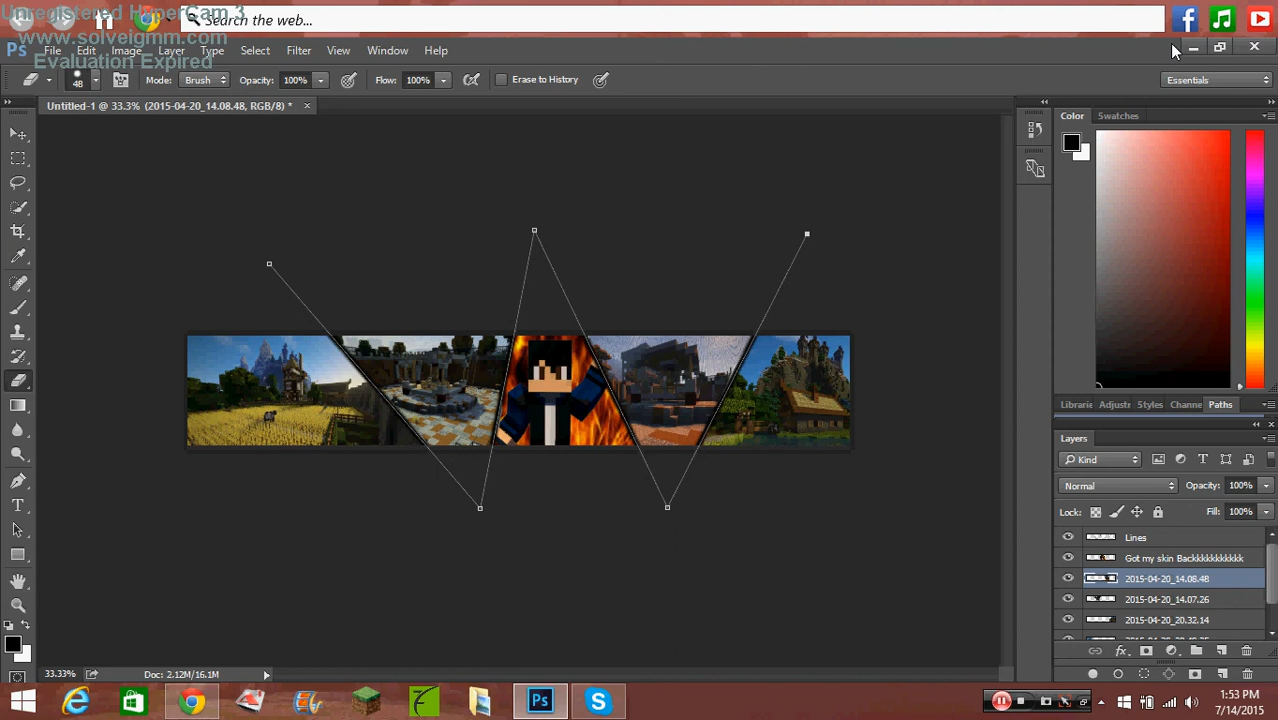 Unregistered HyperCam 3
Search the web...
www.solveigmm.com
Evaluation Expired
Ps File Edit Image Layer Type Select Filter View Window Help
48 Mode: Brush Opacity: 100% Flow: 100% Erase to History Essentials
Untitled-1 @ 33.3% (2015-04-20_14.08.48, RGB/8) *
Color Swatches
Librarie Adjustr Styles Channe Paths
Layers
Kind
Normal Opacity: 100%
Lock: Fill: 100%
Lines
Got my skin Backkkkkkkkkk
2015-04-20_14.08.48
2015-04-20_14.07.26
2015-04-20_20.32.14
33.33% Doc: 2.12M/16.1M
1:53 PM
7/14/2015